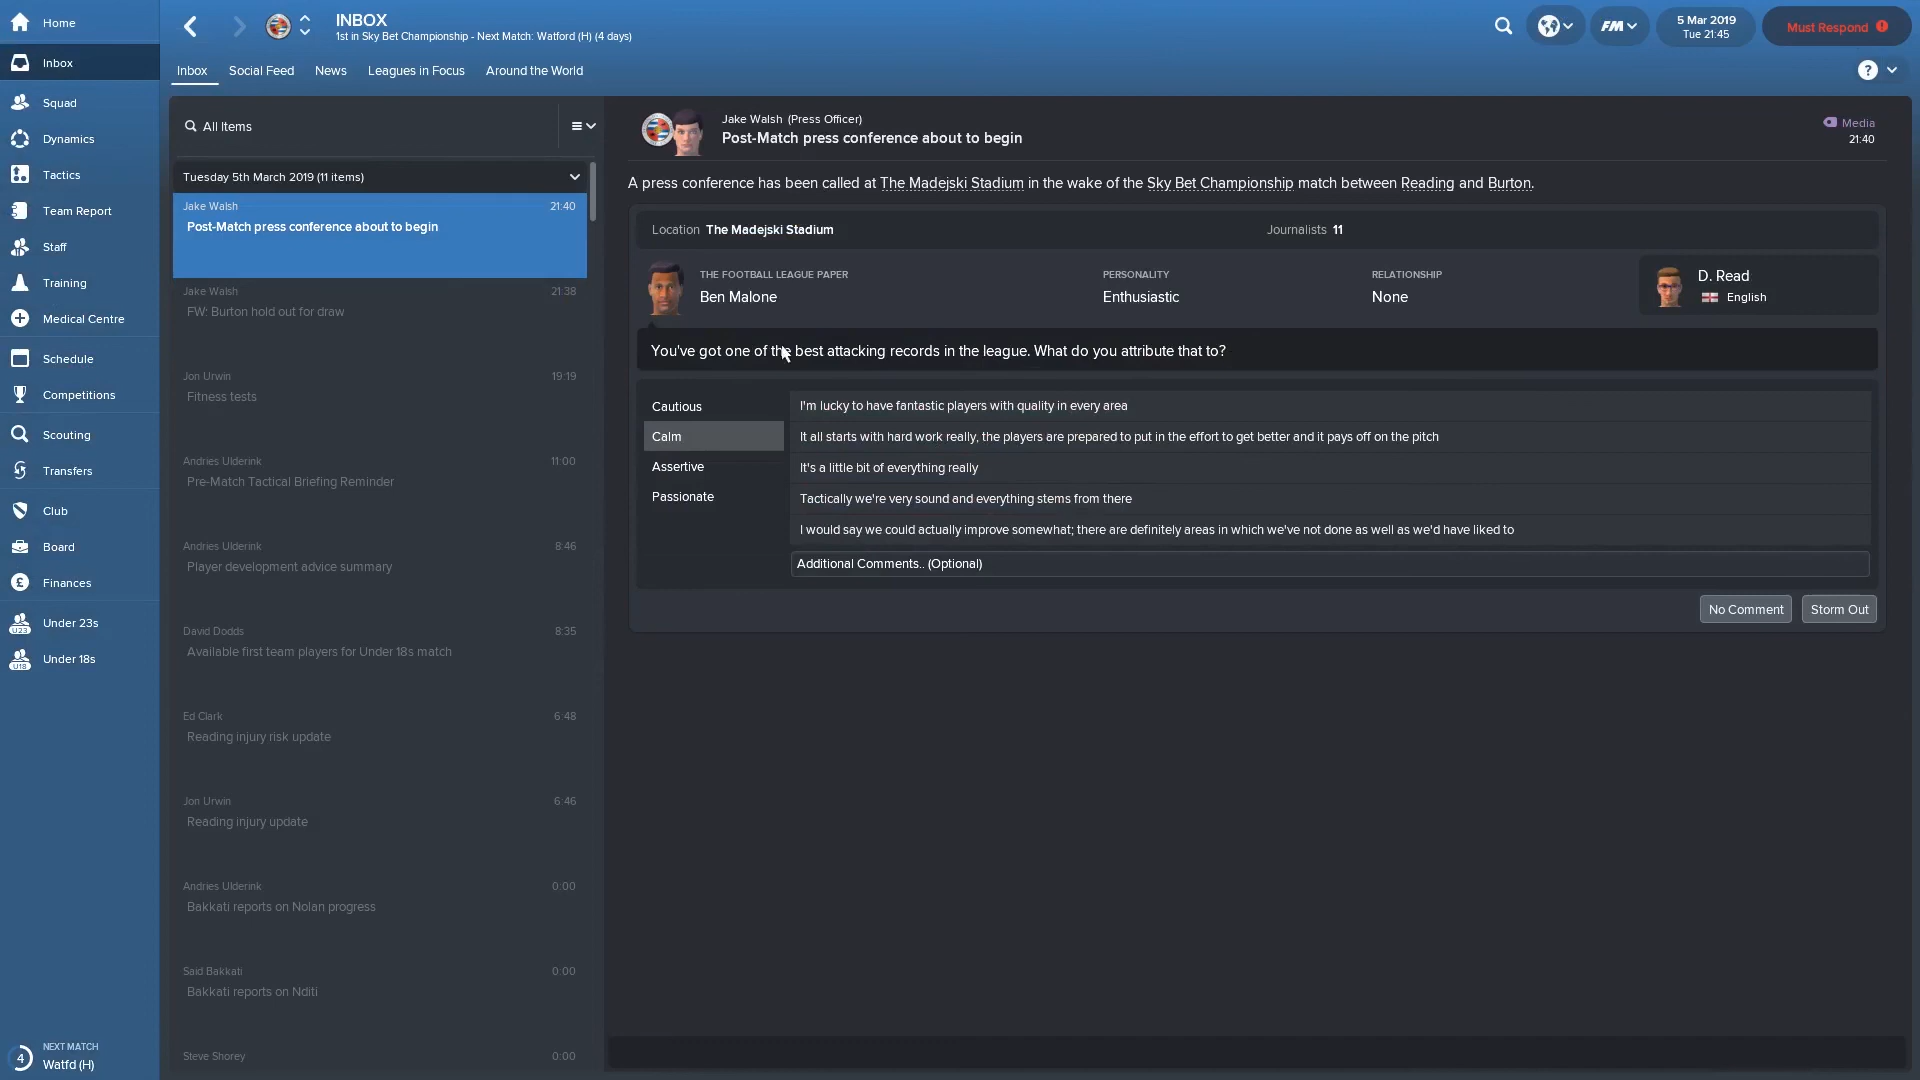 Home
Inbox
Squad
Dynamics
Tactics
Team Report
Staff
Training
Medical Centre
Schedule
Competitions
Scouting
Transfers
Club
Board
Finances
U23
Under 23s
U18
Under 18s
4
NEXT MATCH
Watfd (H)
INBOX
1st in Sky Bet Championship - Next Match: Watford (H) (4 days)
FM
5 Mar 2019
Tue 21:45
Must Respond
Inbox Social Feed News Leagues in Focus Around the World
All Items
Tuesday 5th March 2019 (11 items)
Jake Walsh 21:40
Post-Match press conference about to begin
Jake Walsh 21:38
FW: Burton hold out for draw
Jon Urwin 19:19
Fitness tests
Andries Ulderink 11:00
Pre-Match Tactical Briefing Reminder
Andries Ulderink 8:46
Player development advice summary
David Dodds 8:35
Available first team players for Under 18s match
Ed Clark 6:48
Reading injury risk update
Jon Urwin 6:46
Reading injury update
Andries Ulderink 0:00
Bakkati reports on Nolan progress
Said Bakkati 0:00
Bakkati reports on Nditi
Steve Shorey 0:00
Jake Walsh (Press Officer)
Post-Match press conference about to begin
Media
21:40
A press conference has been called at The Madejski Stadium in the wake of the Sky Bet Championship match between Reading and Burton.
Location The Madejski Stadium Journalists 11
THE FOOTBALL LEAGUE PAPER PERSONALITY RELATIONSHIP
Ben Malone Enthusiastic None
D. Read
English
You've got one of the best attacking records in the league. What do you attribute that to?
Cautious
Calm
Assertive
Passionate
I'm lucky to have fantastic players with quality in every area
It all starts with hard work really, the players are prepared to put in the effort to get better and it pays off on the pitch
It's a little bit of everything really
Tactically we're very sound and everything stems from there
I would say we could actually improve somewhat; there are definitely areas in which we've not done as well as we'd have liked to
Additional Comments.. (Optional)
No Comment Storm Out